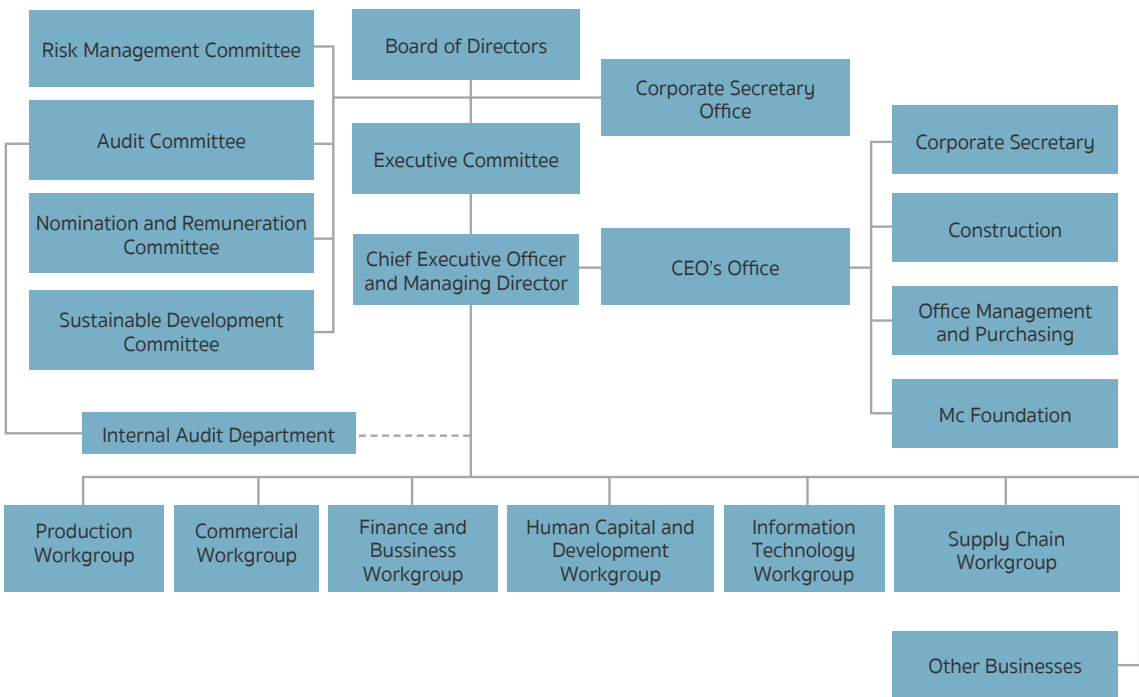 Risk Management Committee
Board of Directors
Corporate Secretary
Office
Audit Committee
Executive Committee
Corporate Secretary
Nomination and Remuneration
Committee
Chief Executive Officer
and Managing Director
CEO's Office
Construction
Sustainable Development
Committee
Office Management
and Purchasing
Mc Foundation
Internal Audit Department
Production
Workgroup
Commercial
Workgroup
Finance and
Bussiness
Workgroup
Human Capital and
Development
Workgroup
Information
Technology
Workgroup
Supply Chain
Workgroup
Other Businesses